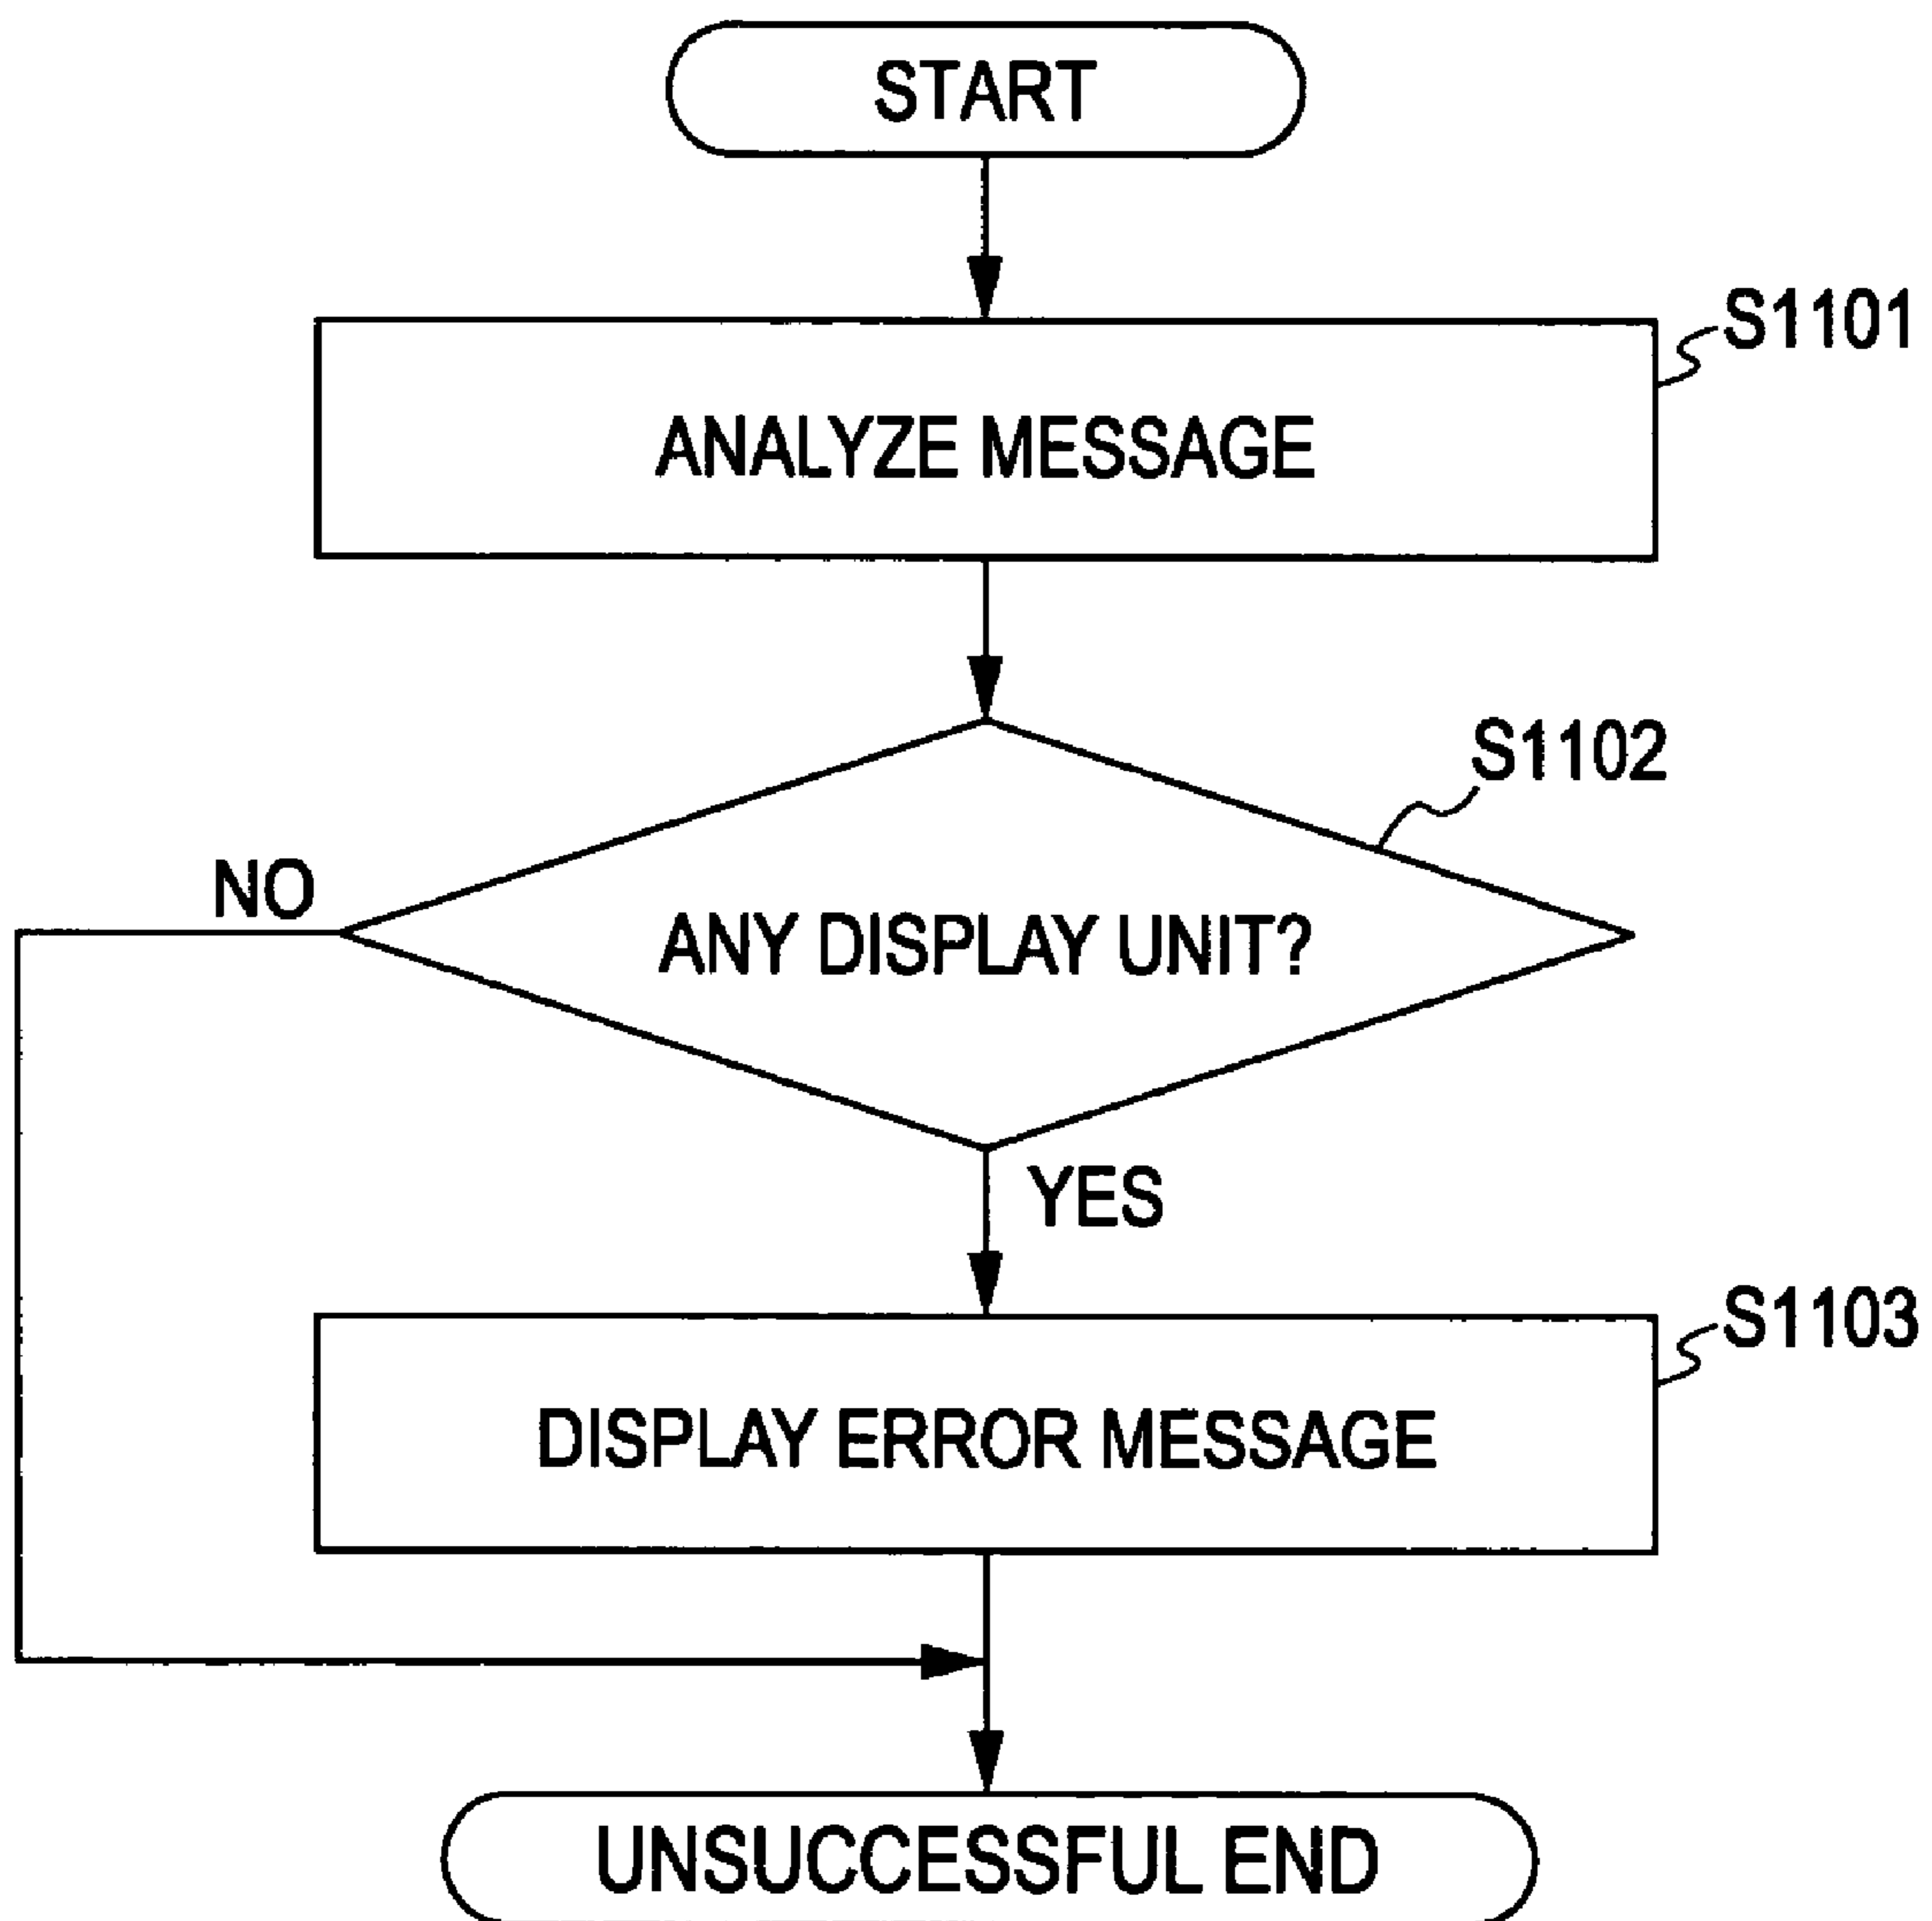 START
S1101
ANALYZE MESSAGE
S1102
NO
ANY DISPLAY UNIT?
YES
S1103
DISPLAY ERROR MESSAGE
UNSUCCESSFUL END